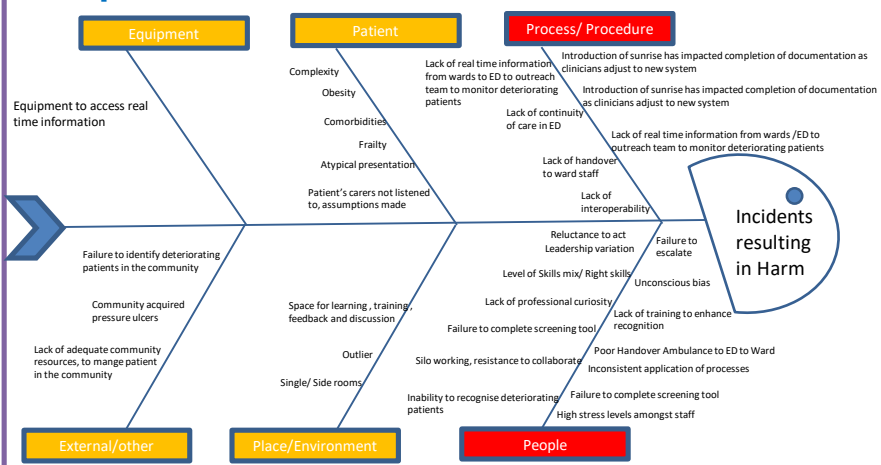 Equipment
Patient
Process/ Procedure
Equipment to access real
time information
Complexity
Obesity
Comorbidities
Frailty
Atypical presentation
Patient's carers not listened
to, assumptions made
Lack of real time information
from wards to ED to outreach
team to monitor deteriorating
patients
Lack of continuity
of care in ED
Lack of handover
to ward staff
Lack of
interoperability
Introduction of sunrise has impacted completion of documentation as
clinicians adjust to new system
Introduction of sunrise has impacted completion of documentation
as clinicians adjust to new system
Lack of real time information from wards /ED to
outreach team to monitor deteriorating patients
Incidents
resulting
in Harm
Failure to identify deteriorating
patients in the community
Community acquired
pressure ulcers
Lack of adequate community
resources, to mange patient
in the community
Space for learning , training ,
feedback and discussion
Outlier
Single/ Side rooms
Reluctance to act
Leadership variation
Level of Skills mix/ Right skills
Lack of professional curiosity
Failure to complete screening tool
Silo working, resistance to collaborate
Inability to recognise deteriorating
patients
Failure to
escalate
Unconscious bias
Lack of training to enhance
recognition
Poor Handover Ambulance to ED to Ward
Inconsistent application of processes
Failure to complete screening tool
High stress levels amongst staff
External/other
Place/Environment
People